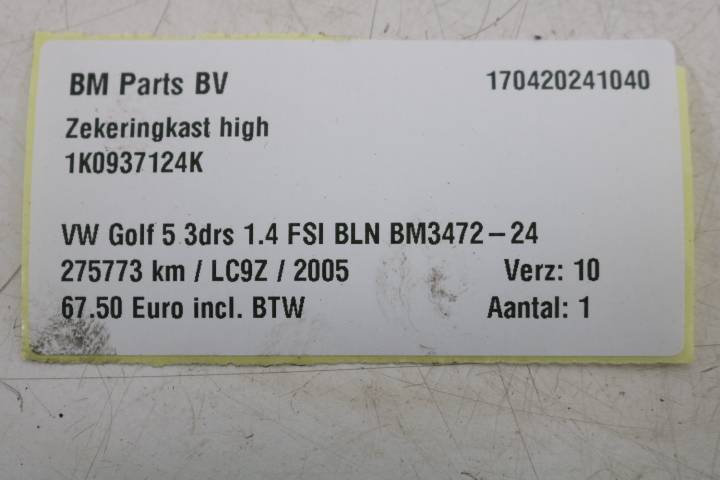 BM Parts BV 170420241040
Zekeringkast high
1K0937124K
VW Golf 5 3drs 1.4 FSI BLN BM3472-24
275773 km / LC9Z / 2005 Verz: 10
67.50 Euro incl. BTW Aantal: 1